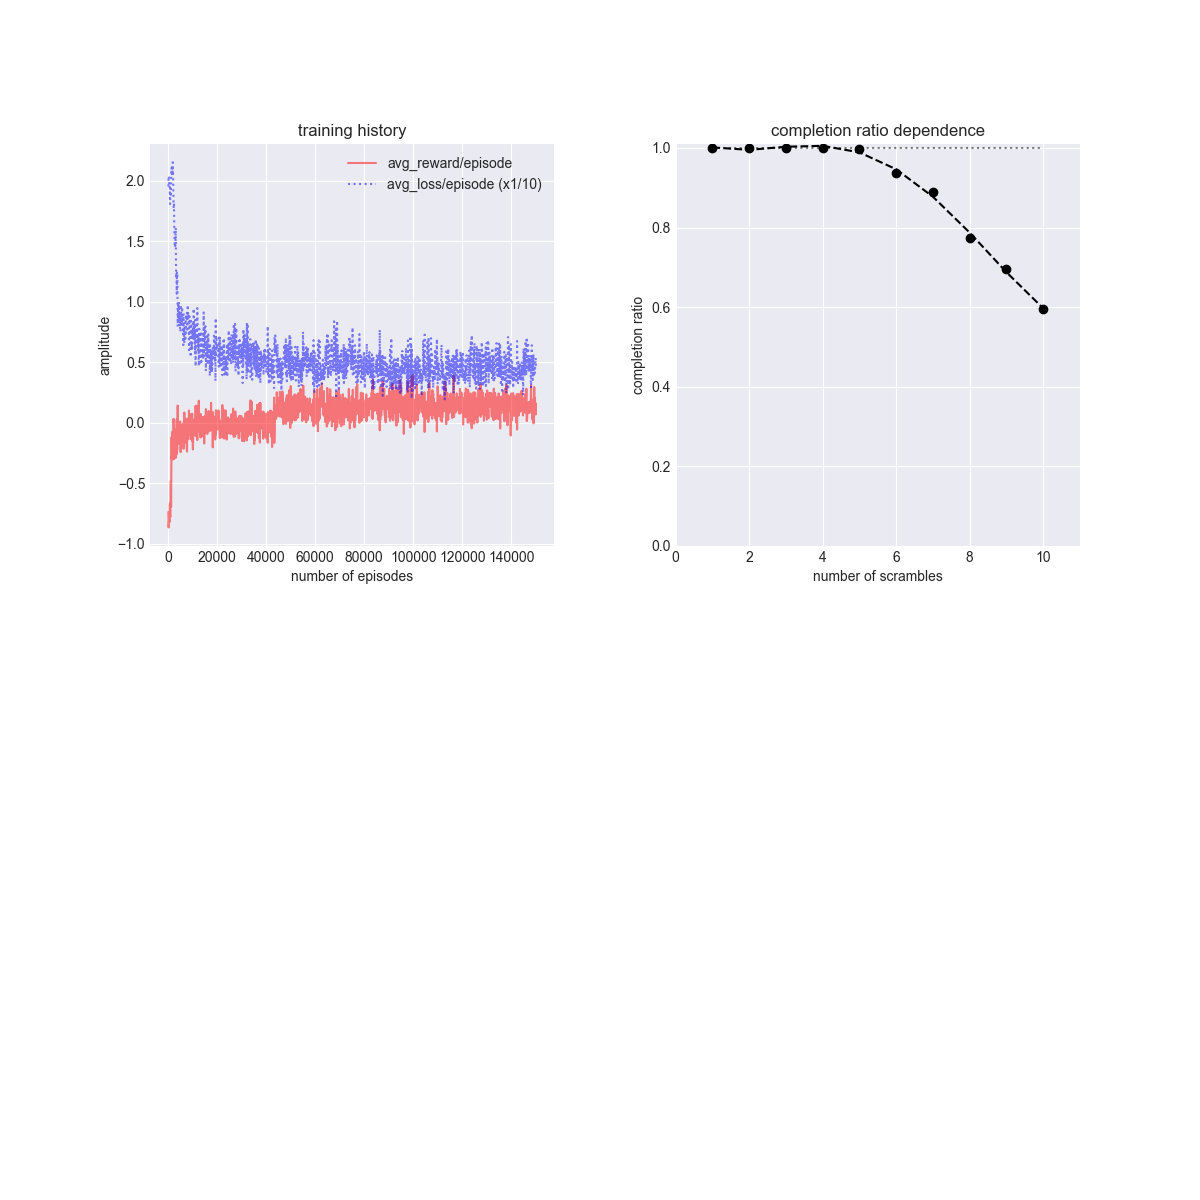 training history
avg_reward/episode
avg_loss/episode (x1/10)
2.0
1.5
1.0
0.5
0.0
−0.5
−1.0
amplitude
0 20000 40000 60000 80000 100000 120000 140000
number of episodes
completion ratio dependence
1.0
0.8
0.6
0.4
0.2
0.0
completion ratio
0 2 4 6 8 10
number of scrambles